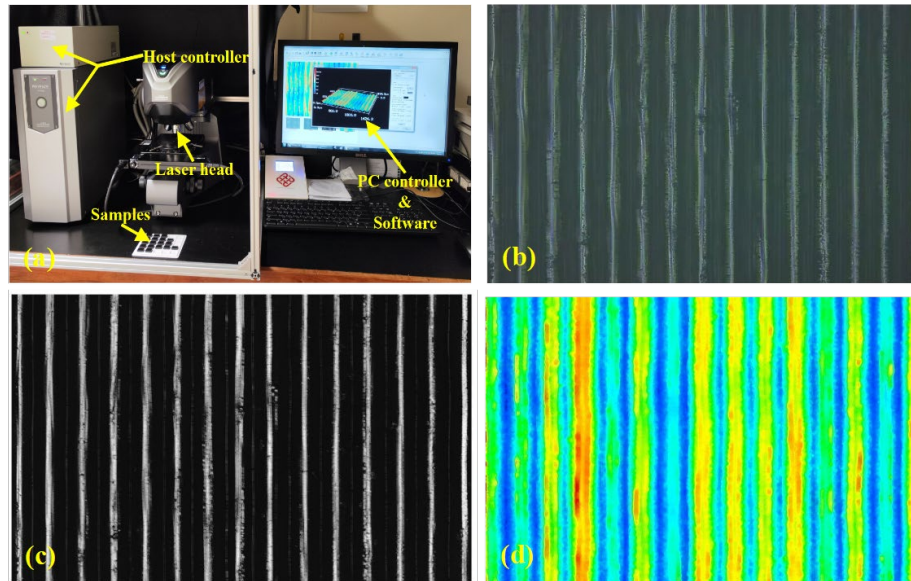 Host controller
Laser head
PC controller
&
Samples
Software
(a)
(b)
(c)
(d)